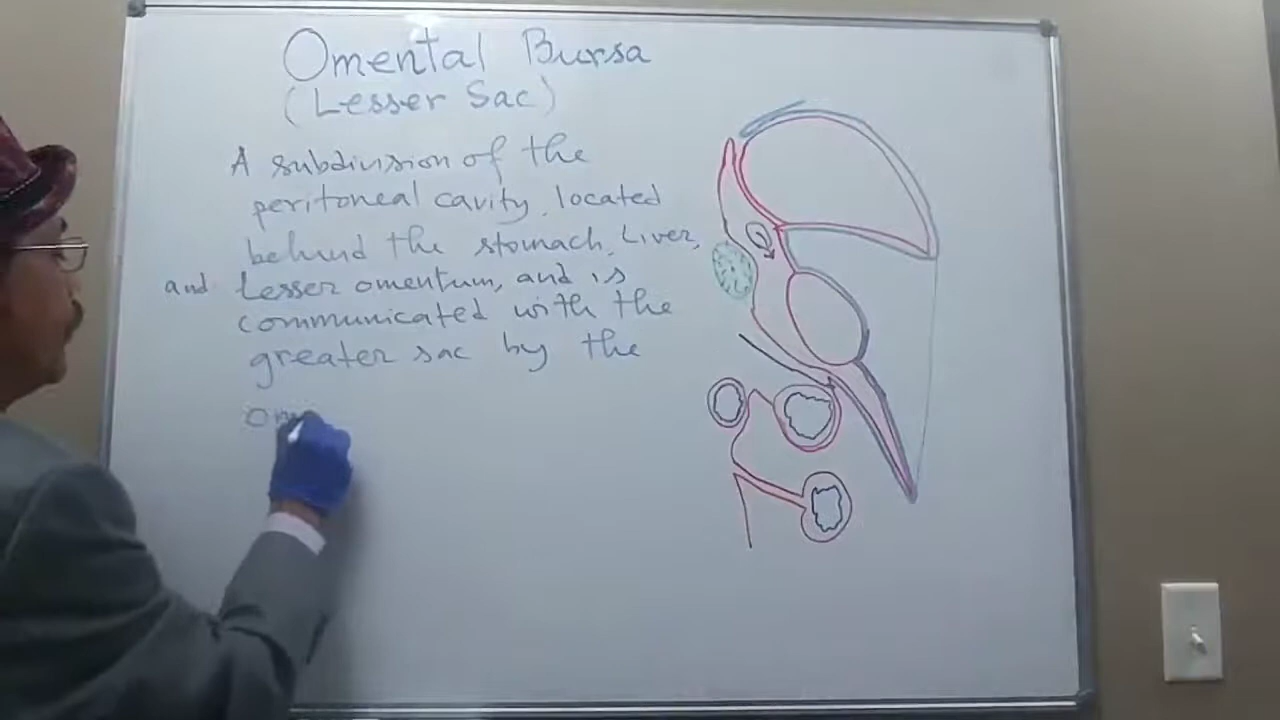 Omental Bursa
(Lesser Sac)
A subdivision of the
peritoneal cavity, located
behind the stomach, Liver,
and Lesser omentum, and is
communicated with the
greater sac by the
om